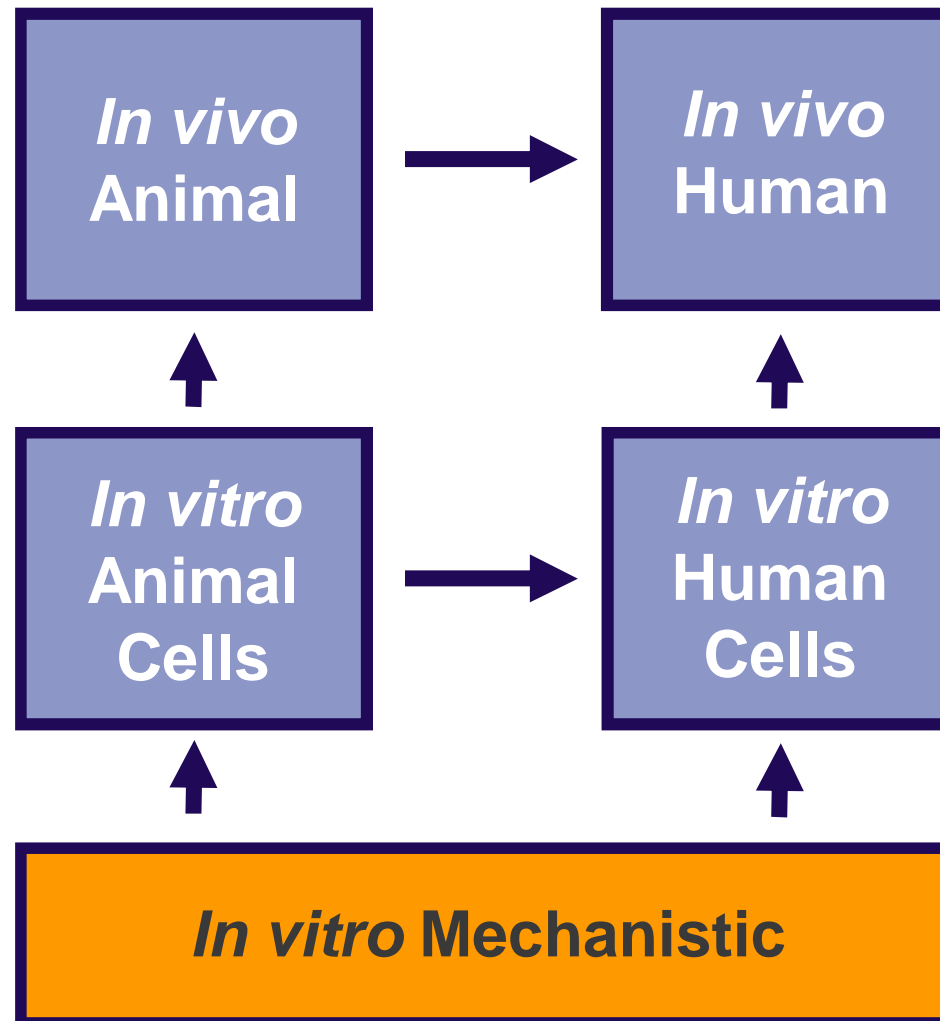 In vivo
Animal
In vivo
Human
In vitro
Animal
Cells
In vitro
Human
Cells
In vitro Mechanistic